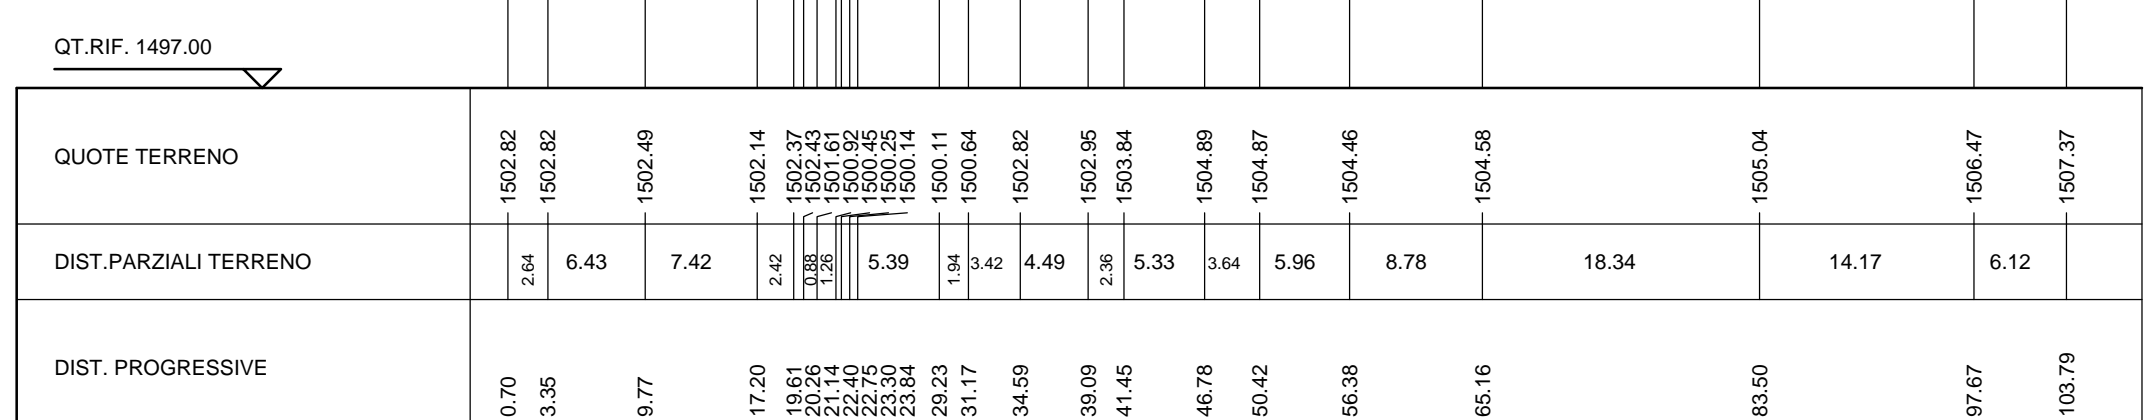 QT.RIF. 1497.00
QUOTE TERRENO 1502.82 1502.82 1502.49 1502.14 1502.37 1502.43 1501.61 1500.92 1500.45 1500.25 1500.14 1500.11 1500.64 1502.82 1502.95 1503.84 1504.89 1504.87 1504.46 1504.58 1505.04 1506.47 1507.37
DIST.PARZIALI TERRENO 2.64 6.43 7.42 2.42 0.88 1.26 5.39 1.94 3.42 4.49 2.36 5.33 3.64 5.96 8.78 18.34 14.17 6.12
DIST. PROGRESSIVE 0.70 3.35 9.77 17.20 19.61 20.26 21.14 22.40 22.75 23.30 23.84 29.23 31.17 34.59 39.09 41.45 46.78 50.42 56.38 65.16 83.50 97.67 103.79